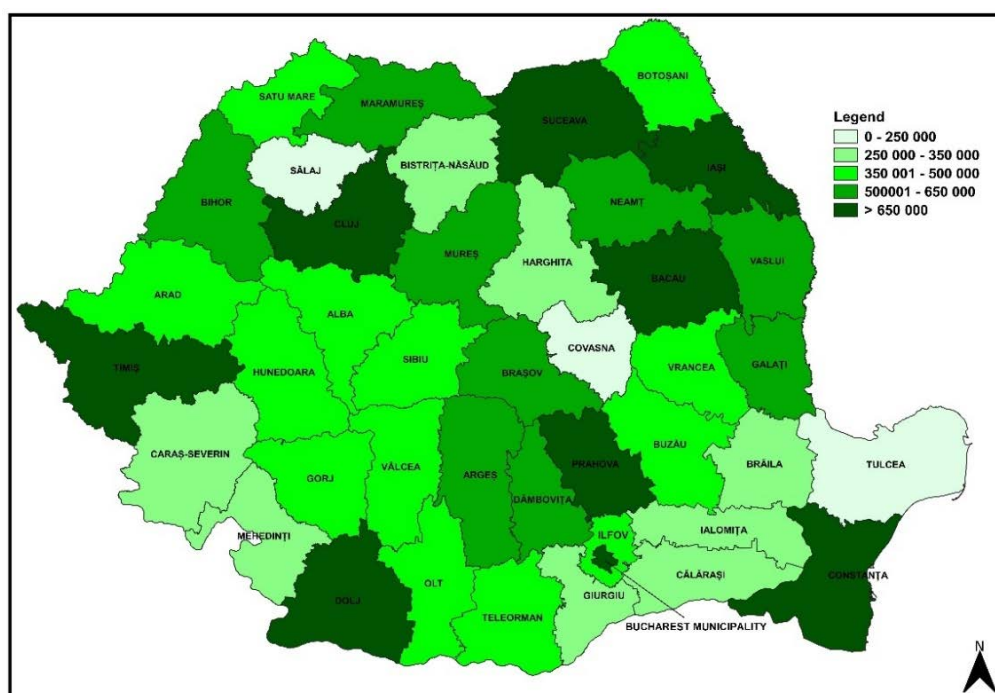 BOTOȘANI
SATU MARE
MARAMUREȘ
SUCEAVA
Legend
0 - 250 000
250 000 - 350 000
350 001 - 500 000
500001 - 650 000
> 650 000
SĂLAJ
BISTRIȚA-NĂSĂUD
IAȘI
BIHOR
CLUJ
NEAMȚ
MUREȘ
HARGHITA
BACAU
VASLUI
ARAD
ALBA
COVASNA
TIMIȘ
HUNEDOARA
SIBIU
BRAȘOV
VRANCEA
GALAȚI
CARAȘ-SEVERIN
GORJ
VÂLCEA
ARGEȘ
PRAHOVA
BUZĂU
BRĂILA
TULCEA
DÂMBOVIȚA
MEHEDINȚI
ILFOV
IALOMIȚA
DOLJ
OLT
TELEORMAN
GIURGIU
CĂLĂRAȘI
CONSTANȚA
BUCHAREST MUNICIPALITY
N